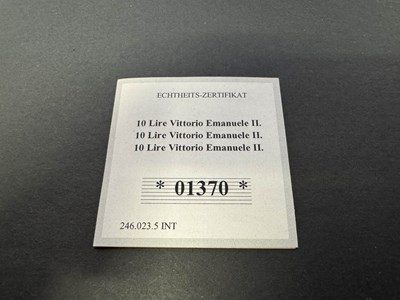 ECHTHEITS-ZERTIFIKAT
10 Lire Vittorio Emanuele II.
10 Lire Vittorio Emanuele II.
10 Lire Vittorio Emanuele II.
* 01370 *
246.023.5 INT